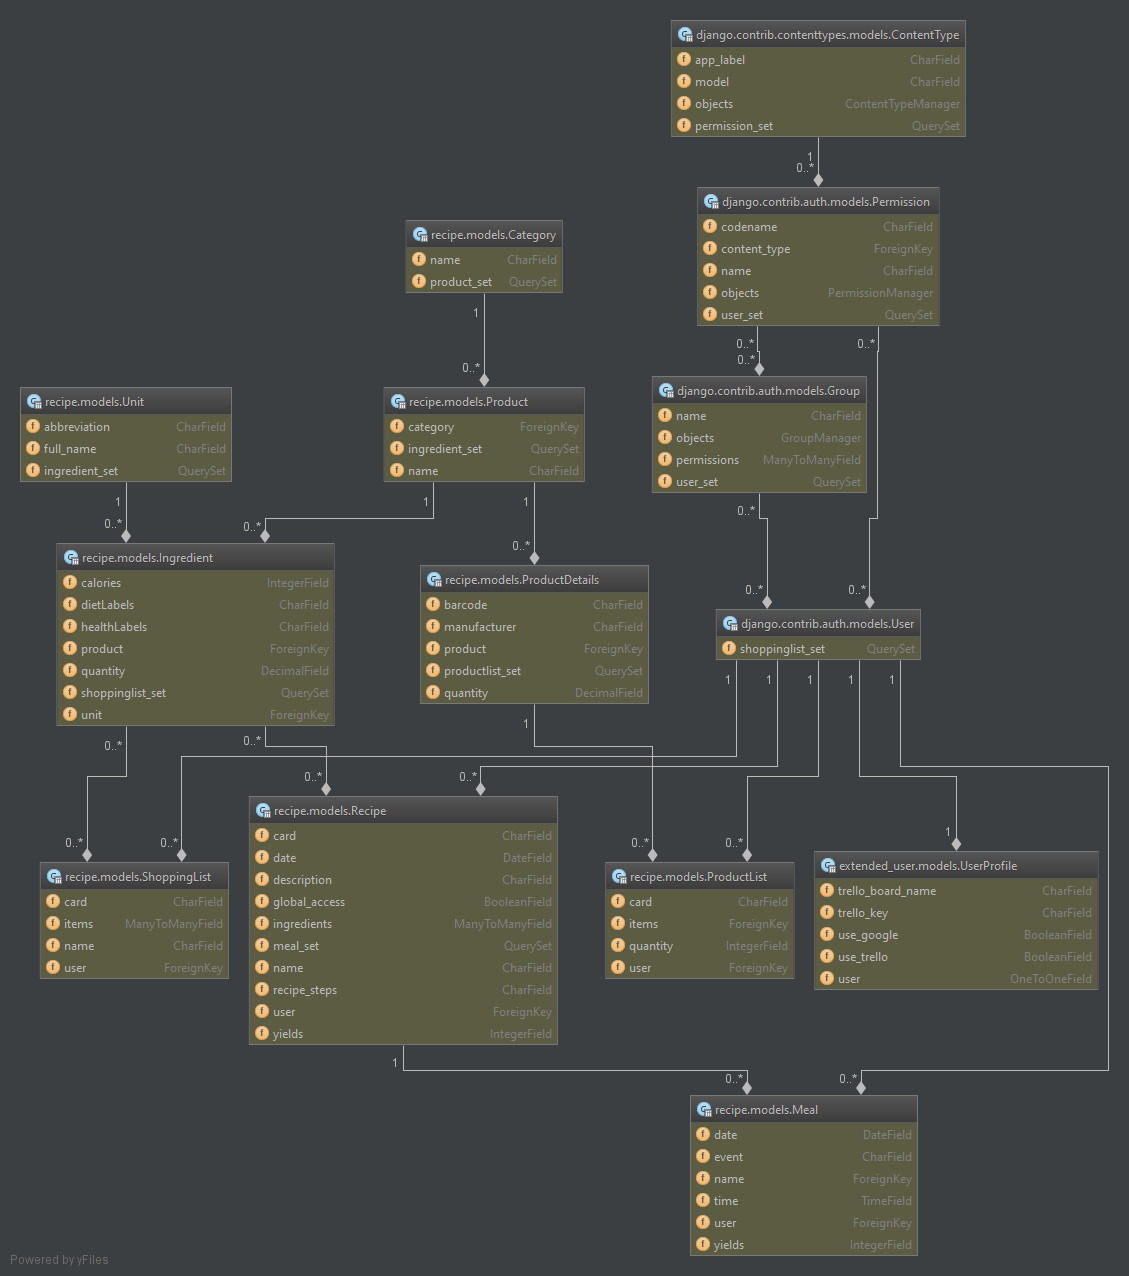 django.contrib.contenttypes.models.ContentType
app_label CharField
model CharField
objects ContentTypeManager
permission_set QuerySet
1
0..*
django.contrib.auth.models.Permission
codename CharField
content_type ForeignKey
name CharField
objects PermissionManager
user_set QuerySet
recipe.models.Category
name CharField
product_set QuerySet
1
0..*
0..*
0..*
0..*
django.contrib.auth.models.Group
name CharField
objects GroupManager
permissions ManyToManyField
user_set QuerySet
recipe.models.Unit
abbreviation CharField
full_name CharField
ingredient_set QuerySet
recipe.models.Product
category ForeignKey
ingredient_set QuerySet
name CharField
1
0..*
1
0..*
1
0..*
0..*
0..*
0..*
recipe.models.Ingredient
calories IntegerField
dietLabels CharField
healthLabels CharField
product ForeignKey
quantity DecimalField
shoppinglist_set QuerySet
unit ForeignKey
recipe.models.ProductDetails
barcode CharField
manufacturer CharField
product ForeignKey
productlist_set QuerySet
quantity DecimalField
django.contrib.auth.models.User
shoppinglist_set QuerySet
1
1
1
1
1
0..*
0..*
1
0..*
0..*
0..*
0..*
0..*
0..*
1
recipe.models.Recipe
card CharField
date DateField
description CharField
global_access BooleanField
ingredients ManyToManyField
meal_set QuerySet
name CharField
recipe_steps CharField
user ForeignKey
yields IntegerField
recipe.models.ShoppingList
card CharField
items ManyToManyField
name CharField
user ForeignKey
recipe.models.ProductList
card CharField
items ForeignKey
quantity IntegerField
user ForeignKey
extended_user.models.UserProfile
trello_board_name CharField
trello_key CharField
use_google BooleanField
use_trello BooleanField
user OneToOneField
1
0..*
0..*
recipe.models.Meal
date DateField
event CharField
name ForeignKey
time TimeField
user ForeignKey
yields IntegerField
Powered by yFiles